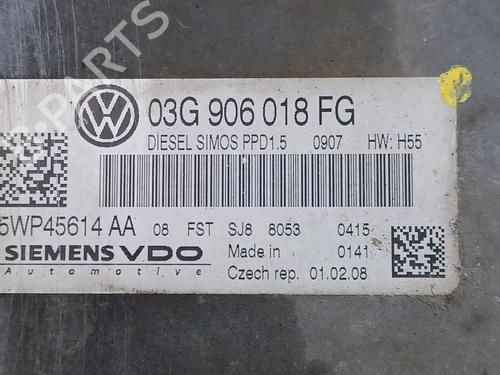 03G 906 018 FG
DIESEL SIMOS PPD1.5 0907 HW: H55
5WP45614 AA 08 FST SJ8 8053 0415
SIEMENS VDO Made in 0141
Automotive Czech rep. 01.02.08
PARTS